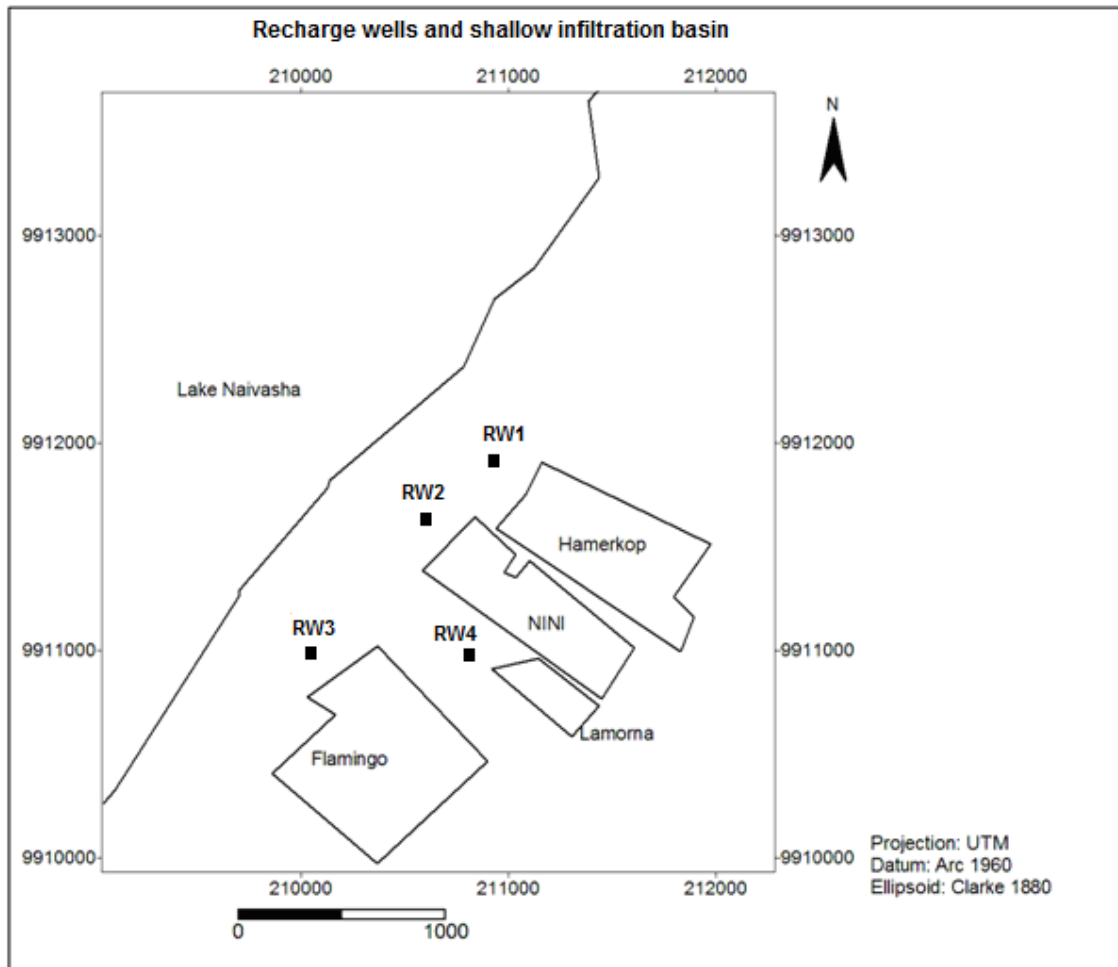 Recharge wells and shallow infiltration basin
210000 211000 212000
N
9913000 9913000
Lake Naivasha
9912000 9912000
RW1
RW2
Hamerkop
NINI
RW3 RW4
9911000 9911000
Lamorna
Flamingo
9910000 9910000
Projection: UTM
Datum: Arc 1960
Ellipsoid: Clarke 1880
210000 211000 212000
0 1000